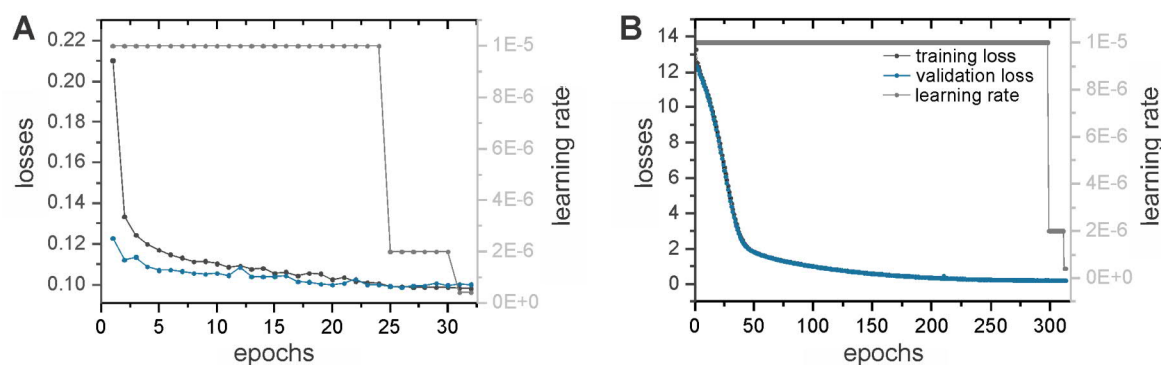 A
0.22
0.20
0.18
0.16
0.14
0.12
0.10
losses
0
5
10
15
20
25
30
epochs
1E-5
8E-6
6E-6
4E-6
2E-6
0E+0
learning rate
B
14
12
10
8
6
4
2
0
losses
0
50
100
150
200
250
300
epochs
training loss
validation loss
learning rate
1E-5
8E-6
6E-6
4E-6
2E-6
0E+0
learning rate